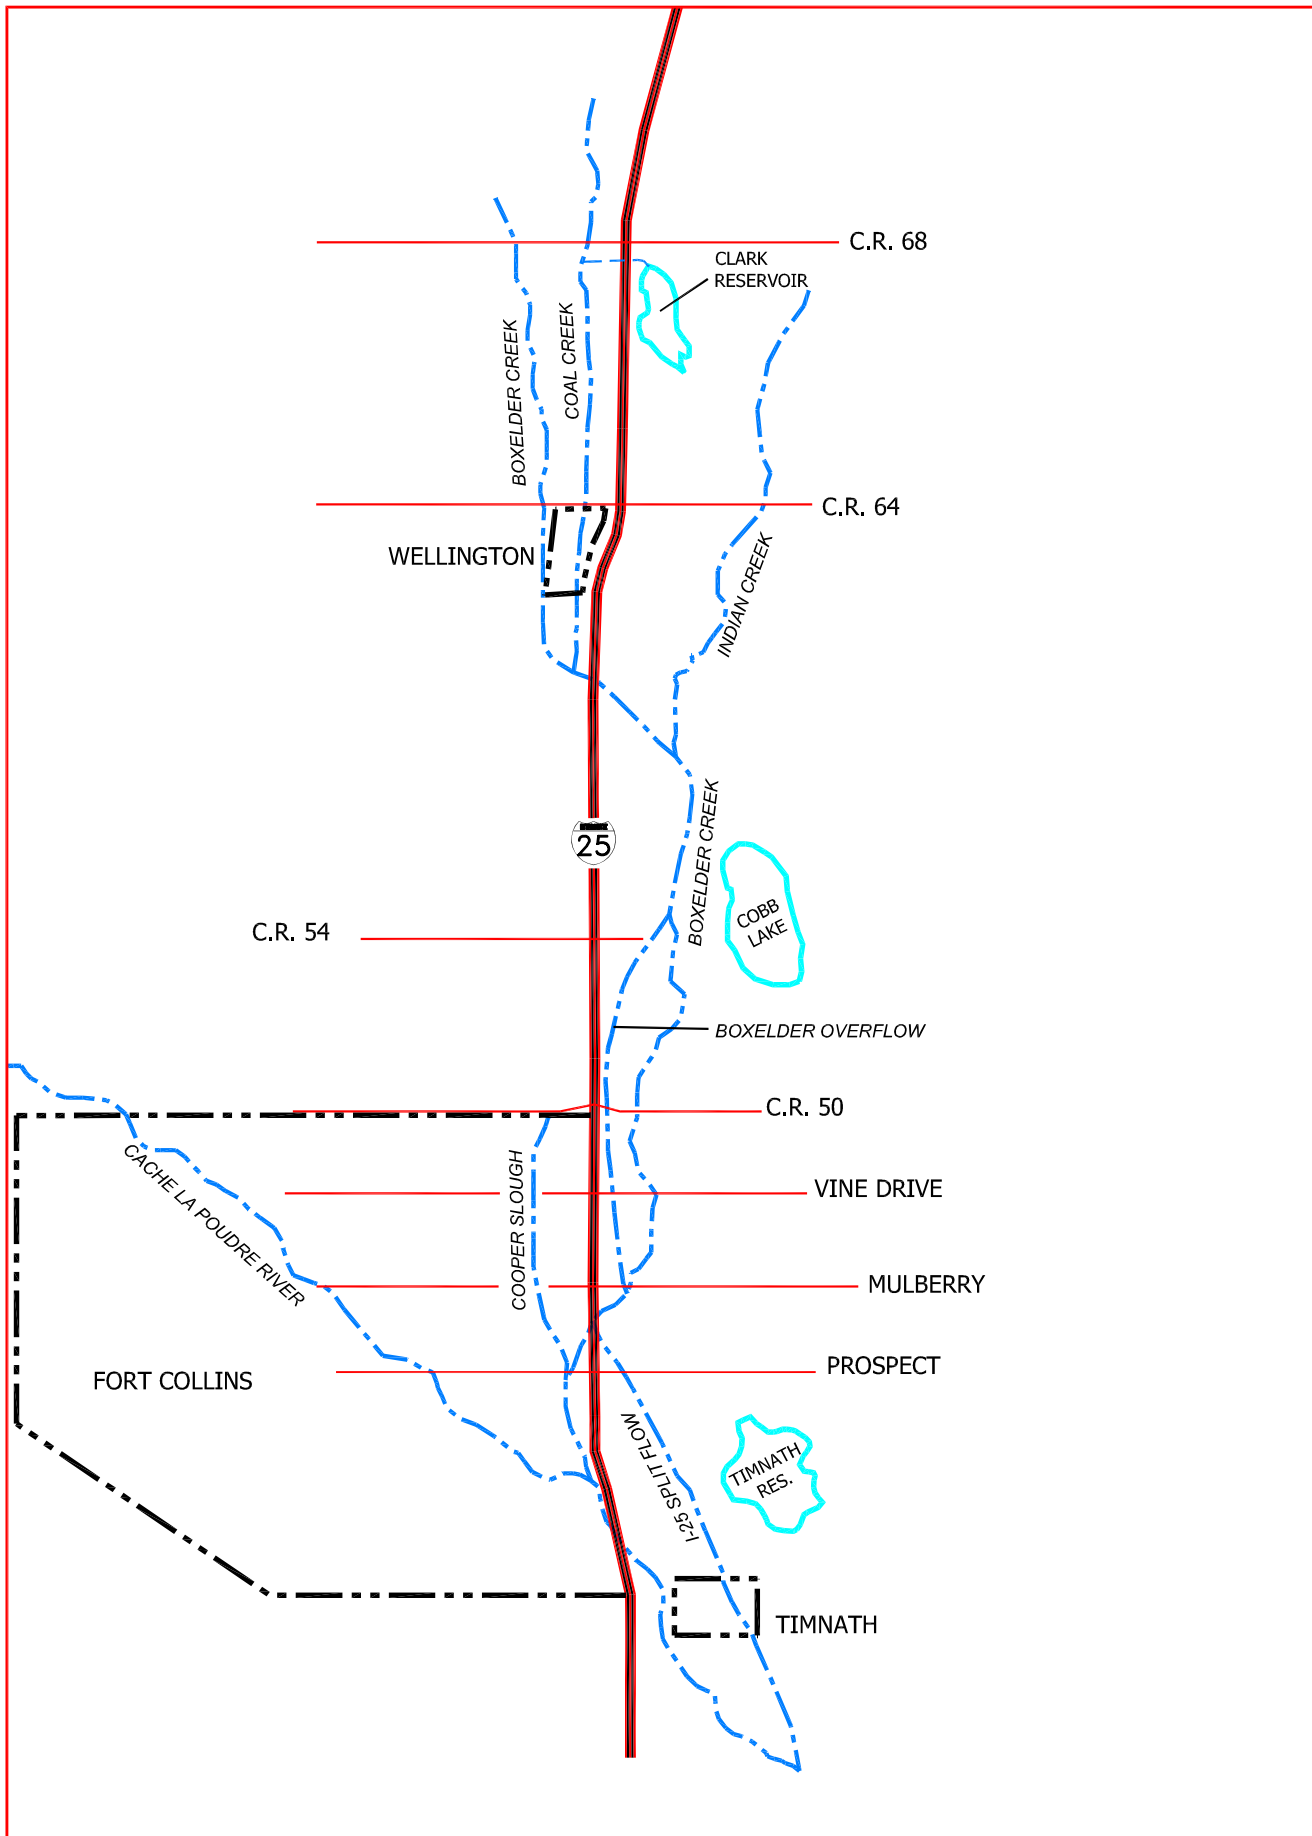 C.R. 68
CLARK
RESERVOIR
BOXELDER CREEK
COAL CREEK
C.R. 64
WELLINGTON
INDIAN CREEK
25
BOXELDER CREEK
COBB
LAKE
C.R. 54
BOXELDER OVERFLOW
C.R. 50
CACHE LA POUDRE RIVER
COOPER SLOUGH
VINE DRIVE
MULBERRY
PROSPECT
FORT COLLINS
I-25 SPLIT FLOW
TIMNATH
RES.
TIMNATH